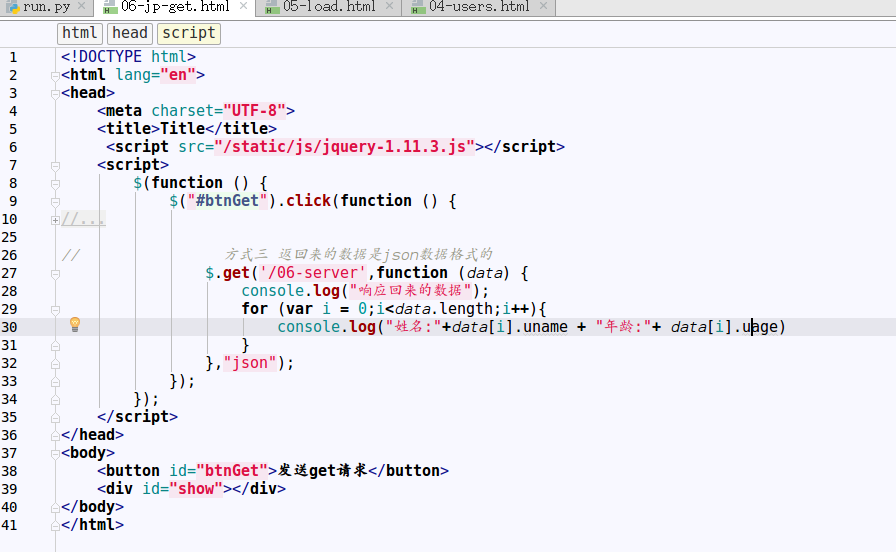 run.py 06-jp-get.html 05-load.html 04-users.html
html head script
1 <!DOCTYPE html>
2 <html lang="en">
3 <head>
4 <meta charset="UTF-8">
5 <title>Title</title>
6 <script src="/static/js/jquery-1.11.3.js"></script>
7 <script>
8 $(function () {
9 $("#btnGet").click(function () {
10 //...
25
26 // 方式三 返回来的数据是json数据格式的
27 $.get('/06-server',function (data) {
28 console.log("响应回来的数据");
29 for (var i = 0;i<data.length;i++){
30 console.log("姓名:"+data[i].uname + "年龄:"+ data[i].uage)
31 }
32 },"json");
33 });
34 });
35 </script>
36 </head>
37 <body>
38 <button id="btnGet">发送get请求</button>
39 <div id="show"></div>
40 </body>
41 </html>